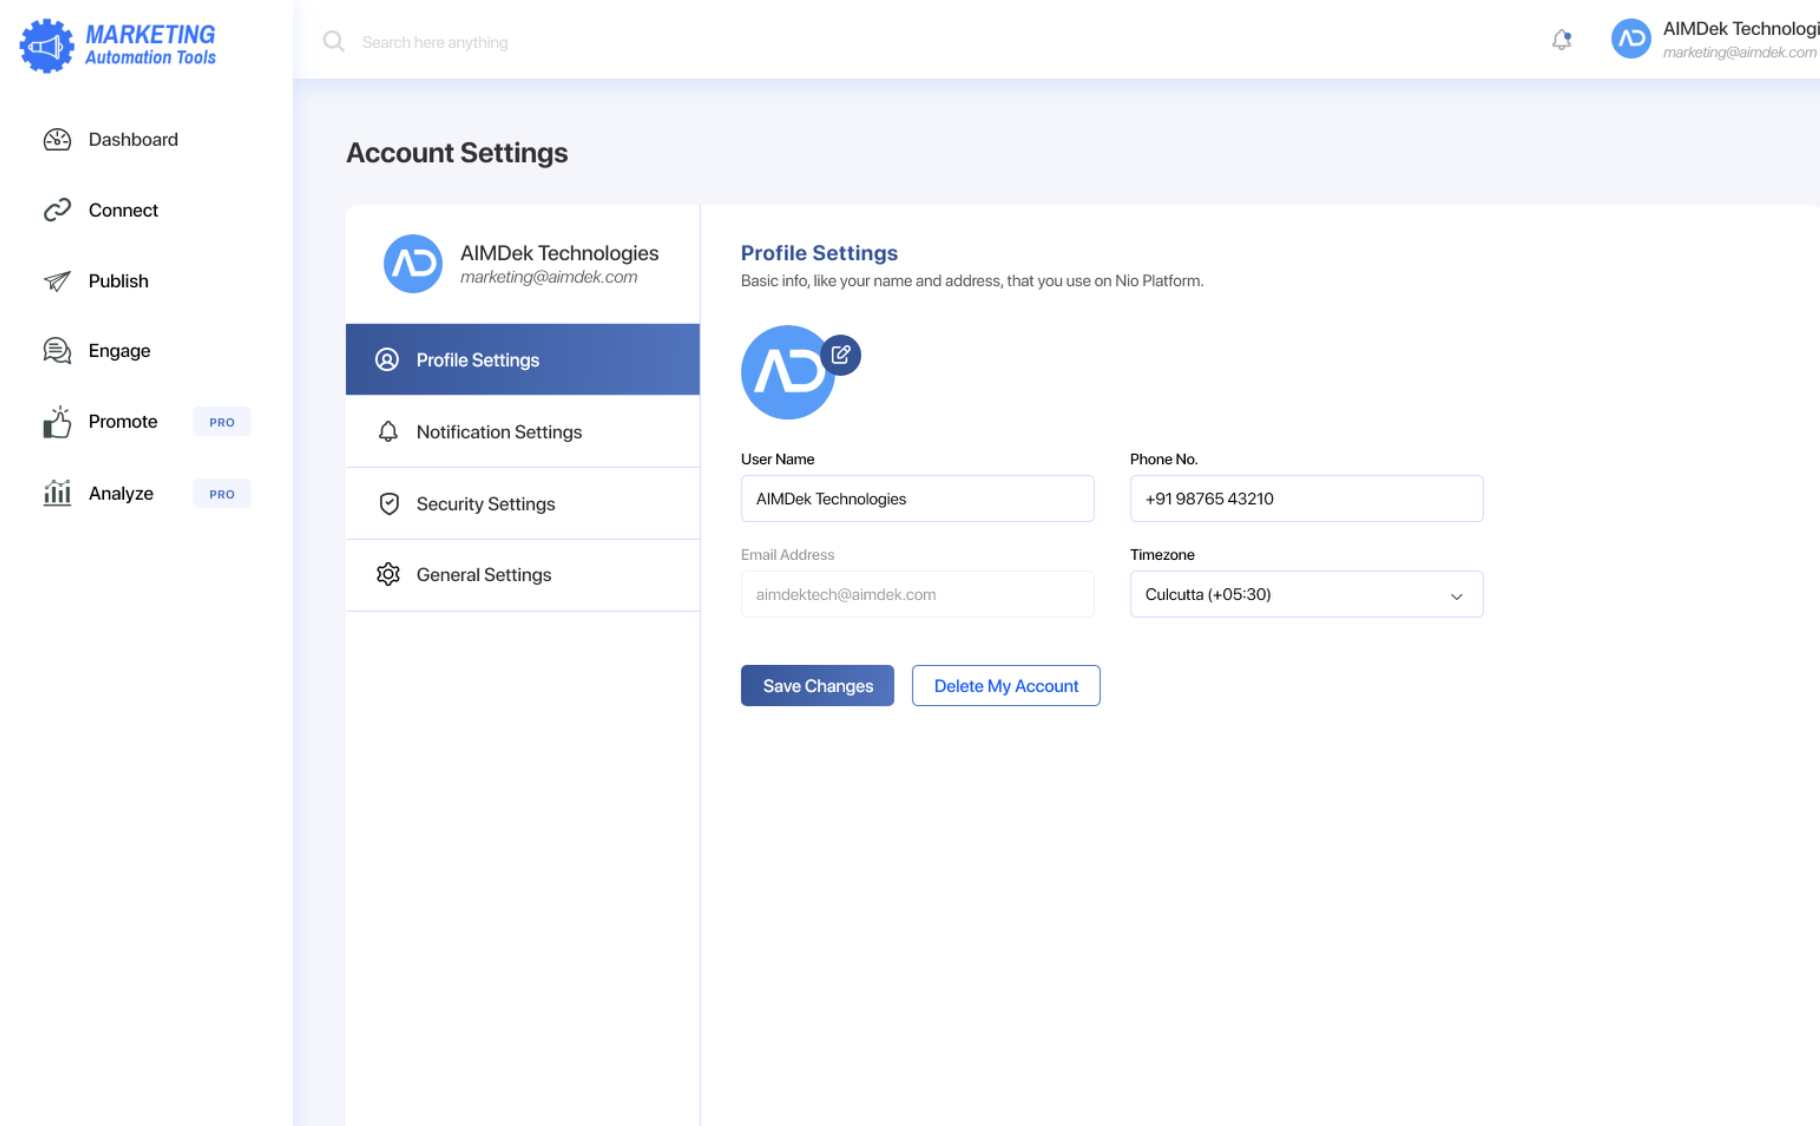 MARKETING
Automation Tools
Search here anything
AIMDek Technologi
marketing@aimdek.com
Dashboard
Connect
Publish
Engage
Promote PRO
Analyze PRO
Account Settings
AIMDek Technologies
marketing@aimdek.com
Profile Settings
Notification Settings
Security Settings
General Settings
Profile Settings
Basic info, like your name and address, that you use on Nio Platform.
User Name
AIMDek Technologies
Phone No.
+91 98765 43210
Email Address
aimdektech@aimdek.com
Timezone
Culcutta (+05:30)
Save Changes
Delete My Account